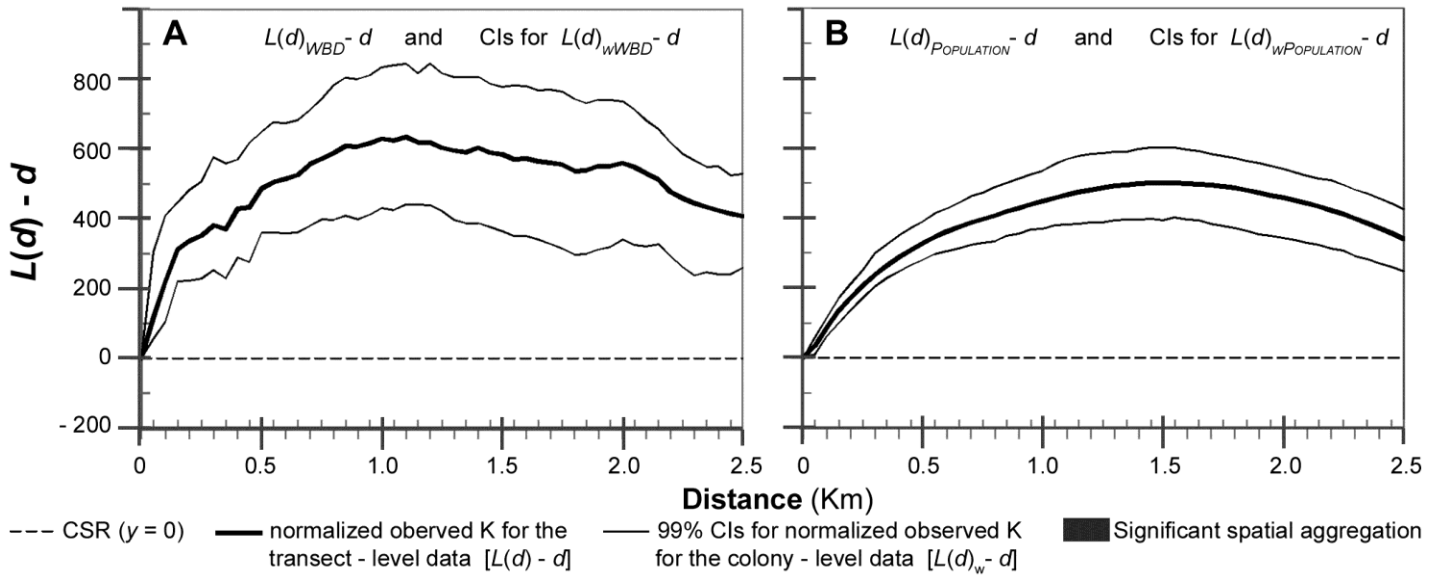 A L(d)WBD - d and CIs for L(d)wWBD - d
B L(d)POPULATION - d and CIs for L(d)wPOPULATION - d
L(d) - d
800
600
400
200
0
- 200
0 0.5 1.0 1.5 2.0 2.5
0 0.5 1.0 1.5 2.0 2.5
Distance (Km)
CSR (y = 0)
normalized oberved K for the
transect - level data [L(d) - d]
99% CIs for normalized observed K
for the colony - level data [L(d)w - d]
Significant spatial aggregation